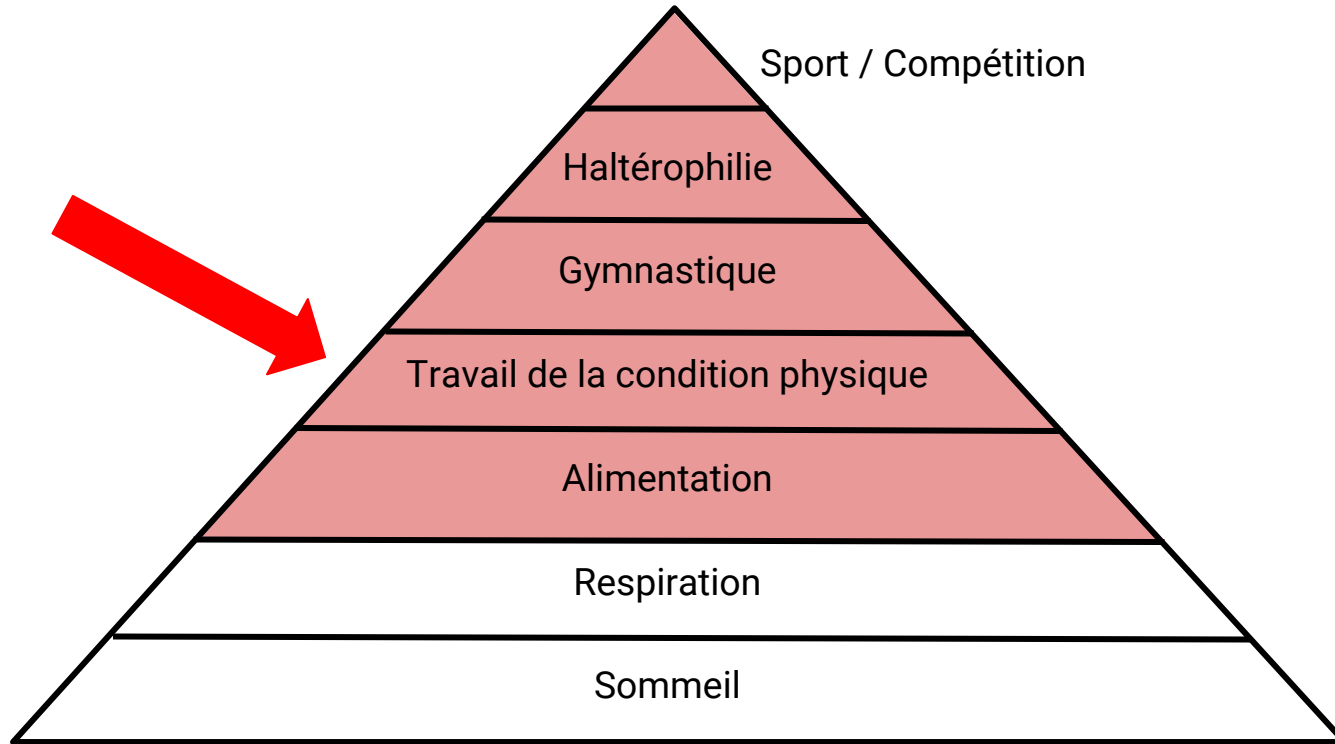 Sport / Compétition
Haltérophilie
Gymnastique
Travail de la condition physique
Alimentation
Respiration
Sommeil